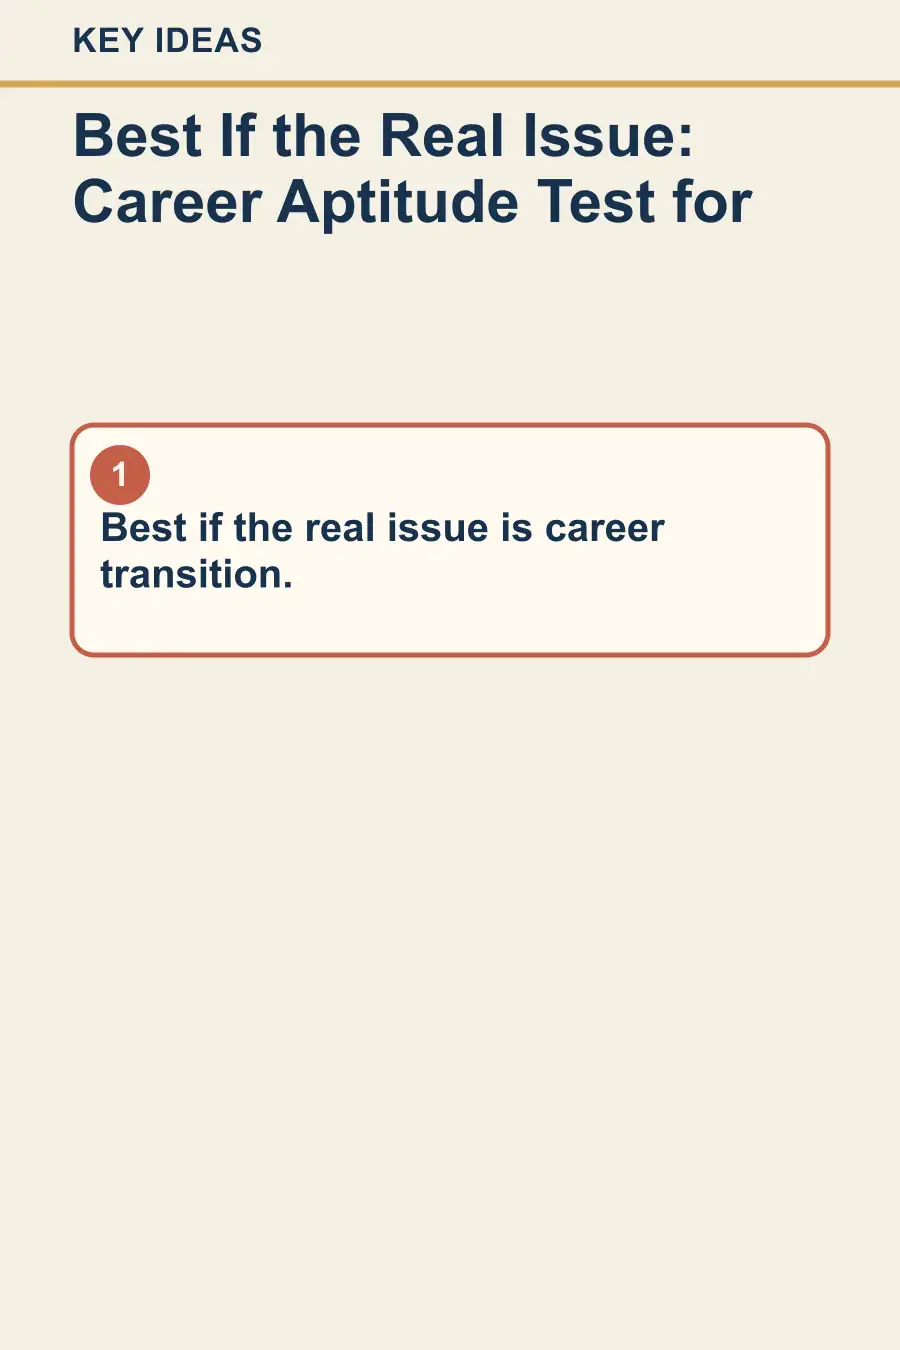 KEY IDEAS
Best If the Real Issue:
Career Aptitude Test for
1
Best if the real issue is career
transition.